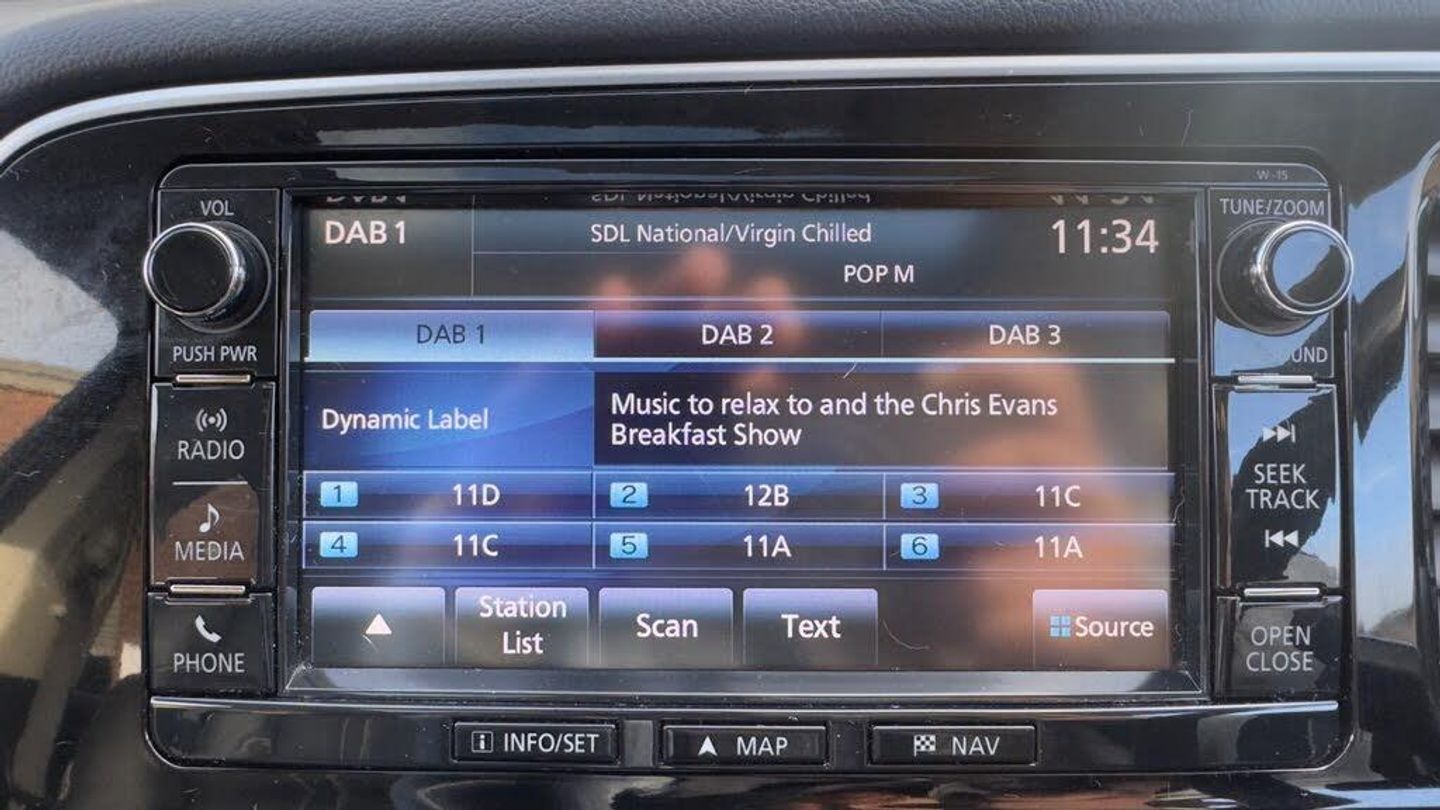 W-15
VOL
TUNE/ZOOM
DAB 1
SDL National/Virgin Chilled
11:34
POP M
PUSH PWR
DAB 1
DAB 2
DAB 3
RADIO
Dynamic Label
Music to relax to and the Chris Evans
Breakfast Show
SEEK
TRACK
1 11D
2 12B
3 11C
MEDIA
4 11C
5 11A
6 11A
PHONE
Station
List
Scan
Text
Source
OPEN
CLOSE
INFO/SET
MAP
NAV